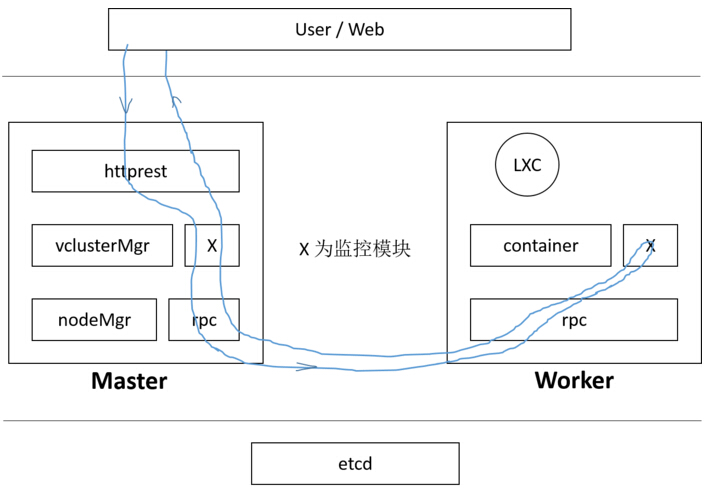 User / Web
httprest
vclusterMgr
X
nodeMgr
rpc
Master
X 为监控模块
LXC
container
X
rpc
Worker
etcd